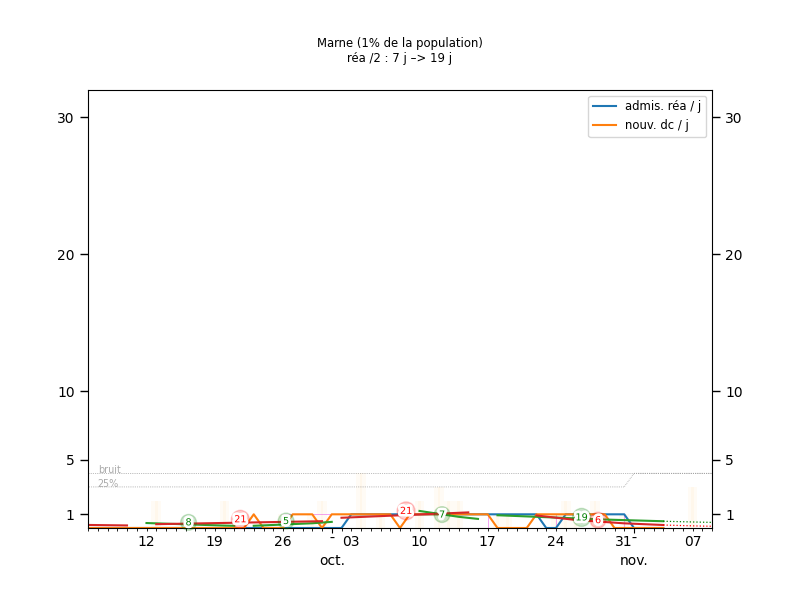 Marne (1% de la population)
réa /2 : 7 j –> 19 j
admis. réa / j
nouv. dc / j
30 30
20 20
10 10
5 5
bruit
25%
1 1
8 21 5 21 7 -19 -6
12 19 26 - 03 10 17 24 31- 07
oct. nov.